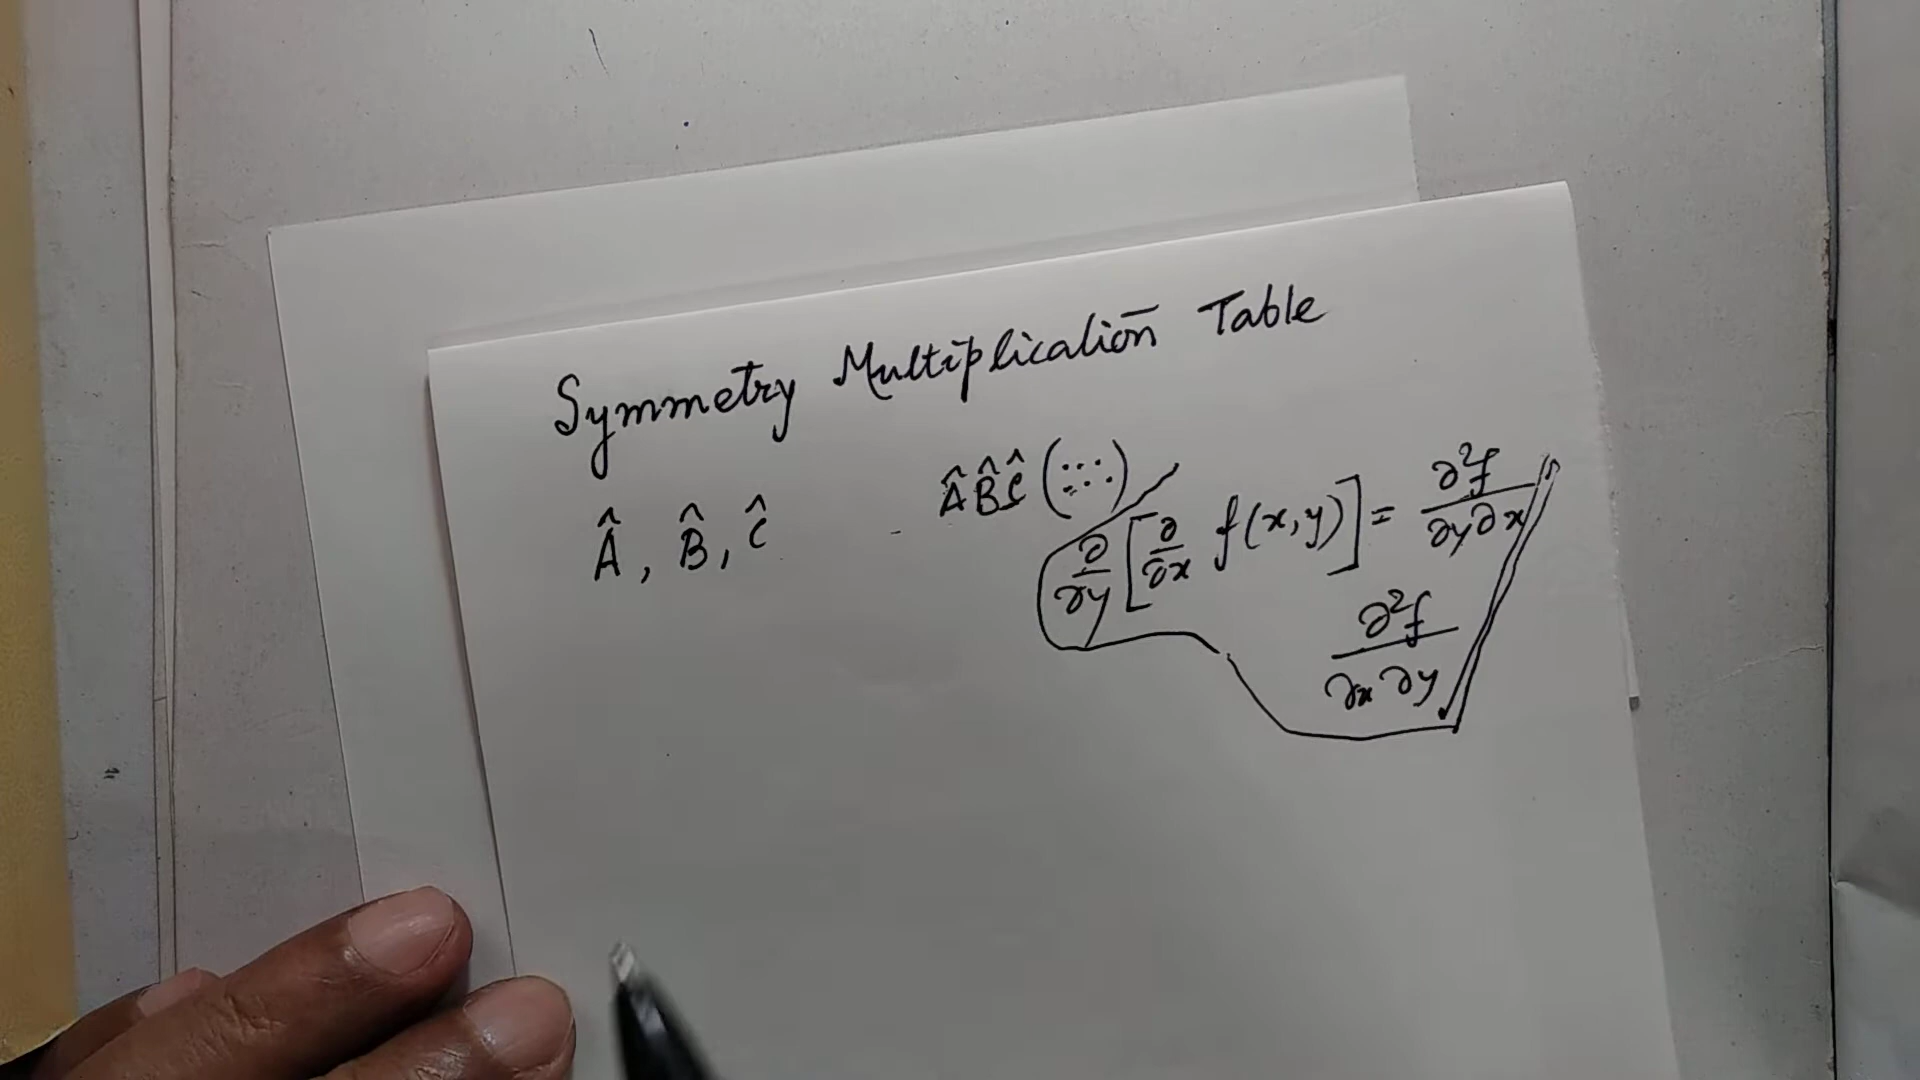 Symmetry Multiplication Table
Â, B̂, Ĉ
ÂB̂Ĉ (:::)
∂/∂y [∂/∂x f(x,y)] = ∂²f/∂y∂x
∂²f/∂x∂y